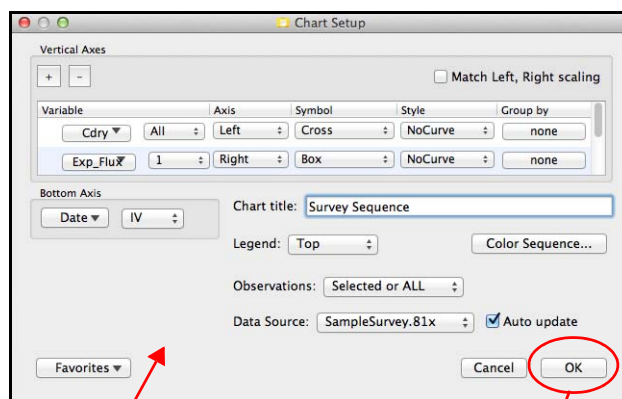 Chart Setup
Vertical Axes
+ -
Match Left, Right scaling
Variable Axis Symbol Style Group by
Cdry All Left Cross NoCurve none
Exp_Flux 1 Right Box NoCurve none
Bottom Axis
Date IV
Chart title: Survey Sequence
Legend: Top Color Sequence...
Observations: Selected or ALL
Data Source: SampleSurvey.81x Auto update
Favorites Cancel OK